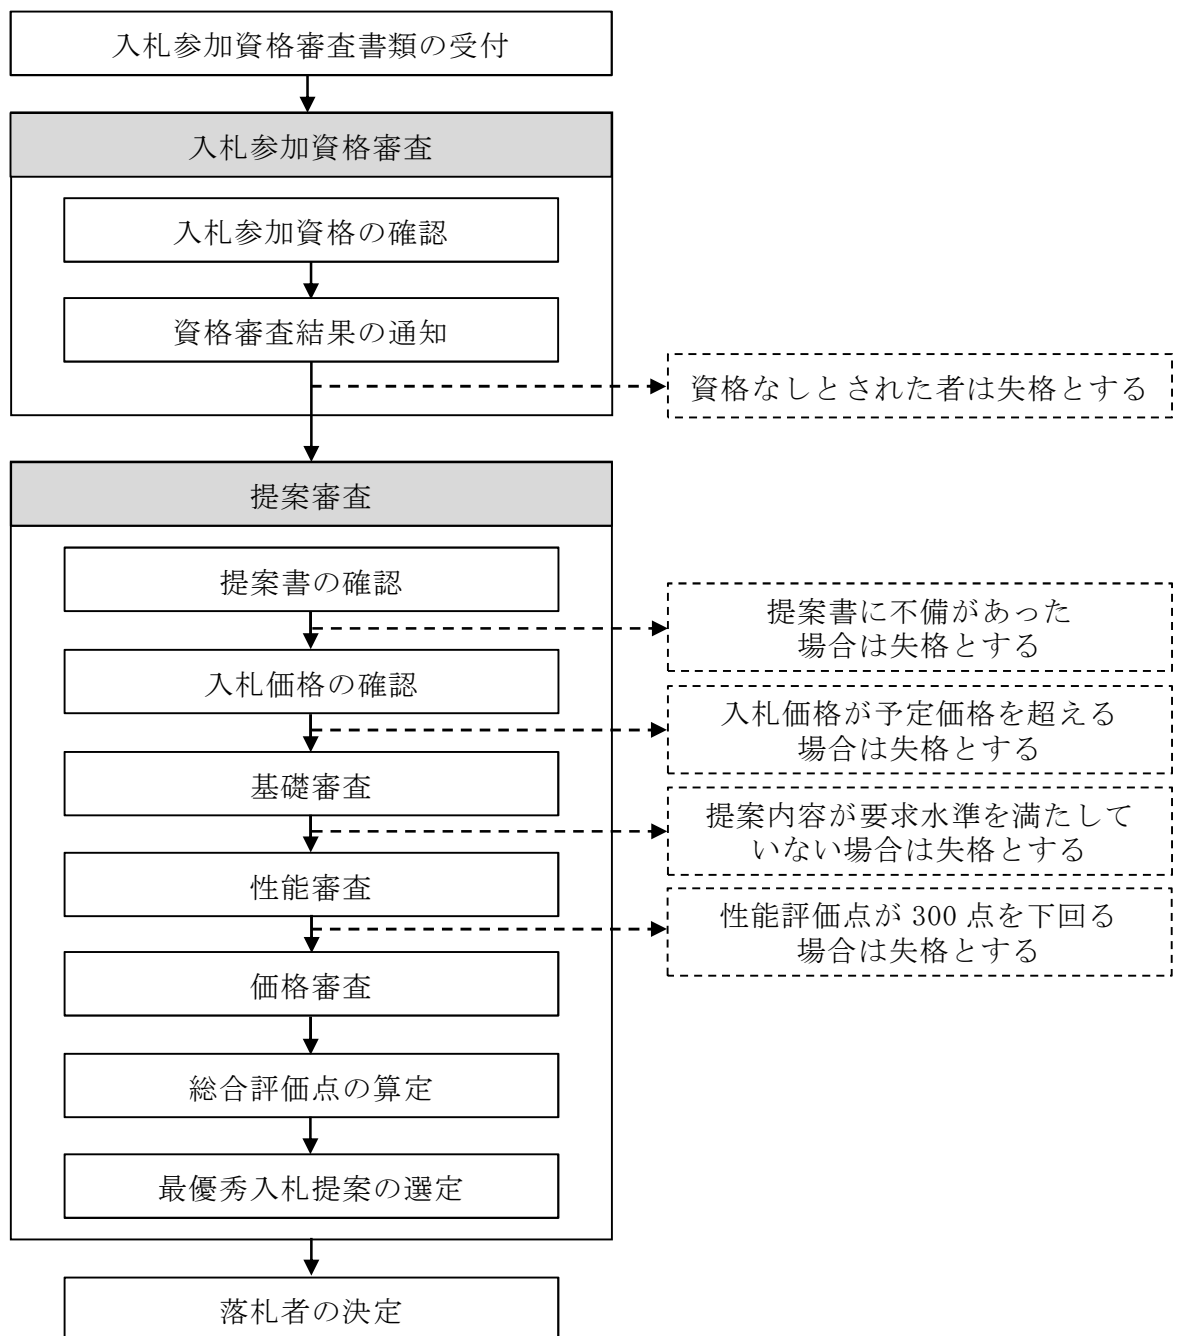 入札参加資格審査書類の受付
入札参加資格審査
入札参加資格の確認
資格審査結果の通知
資格なしとされた者は失格とする
提案審査
提案書の確認
提案書に不備があった
場合は失格とする
入札価格の確認
入札価格が予定価格を超える
場合は失格とする
基礎審査
提案内容が要求水準を満たして
いない場合は失格とする
性能審査
性能評価点が 300 点を下回る
場合は失格とする
価格審査
総合評価点の算定
最優秀入札提案の選定
落札者の決定